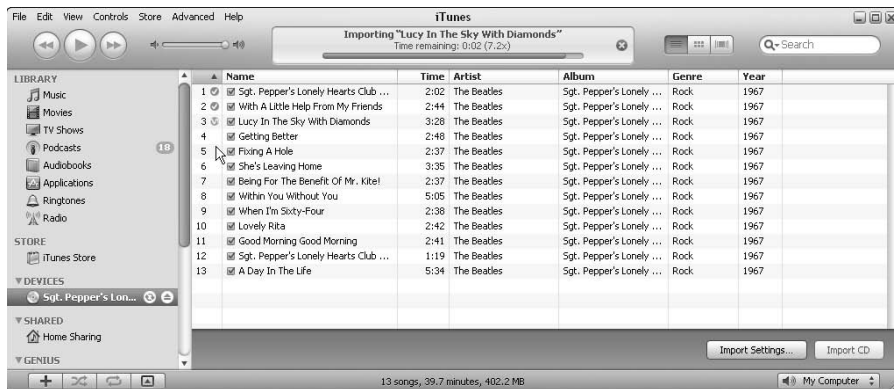 File Edit View Controls Store Advanced Help
iTunes
Importing “Lucy In The Sky With Diamonds”
Time remaining: 0:02 (7.2x)
Search
LIBRARY
Music
Movies
TV Shows
Podcasts 18
Audiobooks
Applications
Ringtones
Radio
STORE
iTunes Store
DEVICES
Sgt. Pepper's Lon...
SHARED
Home Sharing
GENIUS
Name Time Artist Album Genre Year
1 Sgt. Pepper's Lonely Hearts Club ... 2:02 The Beatles Sgt. Pepper's Lonely ... Rock 1967
2 With A Little Help From My Friends 2:44 The Beatles Sgt. Pepper's Lonely ... Rock 1967
3 Lucy In The Sky With Diamonds 3:28 The Beatles Sgt. Pepper's Lonely ... Rock 1967
4 Getting Better 2:48 The Beatles Sgt. Pepper's Lonely ... Rock 1967
5 Fixing A Hole 2:37 The Beatles Sgt. Pepper's Lonely ... Rock 1967
6 She's Leaving Home 3:35 The Beatles Sgt. Pepper's Lonely ... Rock 1967
7 Being For The Benefit Of Mr. Kite! 2:37 The Beatles Sgt. Pepper's Lonely ... Rock 1967
8 Within You Without You 5:05 The Beatles Sgt. Pepper's Lonely ... Rock 1967
9 When I'm Sixty-Four 2:38 The Beatles Sgt. Pepper's Lonely ... Rock 1967
10 Lovely Rita 2:42 The Beatles Sgt. Pepper's Lonely ... Rock 1967
11 Good Morning Good Morning 2:41 The Beatles Sgt. Pepper's Lonely ... Rock 1967
12 Sgt. Pepper's Lonely Hearts Club ... 1:19 The Beatles Sgt. Pepper's Lonely ... Rock 1967
13 A Day In The Life 5:34 The Beatles Sgt. Pepper's Lonely ... Rock 1967
Import Settings... Import CD
13 songs, 39.7 minutes, 402.2 MB
My Computer